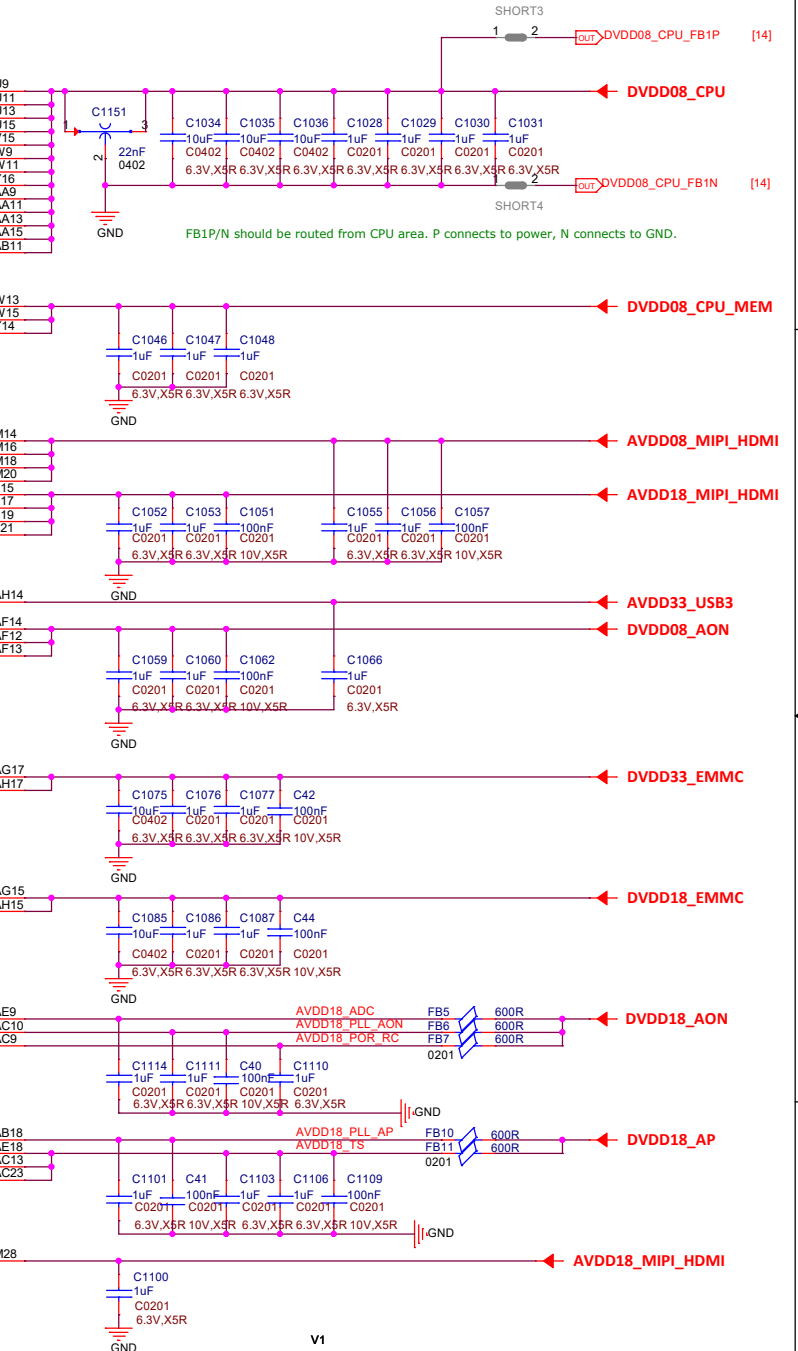 SHORT3
1 2
OUT DVDD08_CPU_FB1P [14]
DVDD08_CPU
J9
J11
J13
J15
Y15
W9
W11
Y16
AA9
AA11
AA13
AA15
AB11
C1151
1 3
2
22nF
0402
GND
C1034 C1035 C1036 C1028 C1029 C1030 C1031
10uF 10uF 10uF 1uF 1uF 1uF 1uF
C0402 C0402 C0402 C0201 C0201 C0201 C0201
6.3V,X5R 6.3V,X5R 6.3V,X5R 6.3V,X5R 6.3V,X5R 6.3V,X5R 6.3V,X5R
1 2
OUT DVDD08_CPU_FB1N [14]
SHORT4
FB1P/N should be routed from CPU area. P connects to power, N connects to GND.
W13
W15
Y14
DVDD08_CPU_MEM
C1046 C1047 C1048
1uF 1uF 1uF
C0201 C0201 C0201
6.3V,X5R 6.3V,X5R 6.3V,X5R
GND
M14
M16
M18
M20
AVDD08_MIPI_HDMI
15
17
19
21
AVDD18_MIPI_HDMI
C1052 C1053 C1051 C1055 C1056 C1057
1uF 1uF 100nF 1uF 1uF 100nF
C0201 C0201 C0201 C0201 C0201 C0201
6.3V,X5R 6.3V,X5R 10V,X5R 6.3V,X5R 6.3V,X5R 10V,X5R
GND
AH14
AVDD33_USB3
AF14
AF12
AF13
DVDD08_AON
C1059 C1060 C1062 C1066
1uF 1uF 100nF 1uF
C0201 C0201 C0201 C0201
6.3V,X5R 6.3V,X5R 10V,X5R 6.3V,X5R
GND
AG17
AH17
DVDD33_EMMC
C1075 C1076 C1077 C42
10uF 1uF 1uF 100nF
C0402 C0201 C0201 C0201
6.3V,X5R 6.3V,X5R 6.3V,X5R 10V,X5R
GND
AG15
AH15
DVDD18_EMMC
C1085 C1086 C1087 C44
10uF 1uF 1uF 100nF
C0402 C0201 C0201 C0201
6.3V,X5R 6.3V,X5R 6.3V,X5R 10V,X5R
GND
AE9 AVDD18_ADC FB5 600R
AC10 AVDD18_PLL_AON FB6 600R
AC9 AVDD18_POR_RC FB7 600R
0201
DVDD18_AON
C1114 C1111 C40 C1110
1uF 1uF 100nF 1uF
C0201 C0201 C0201 C0201
6.3V,X5R 6.3V,X5R 10V,X5R 6.3V,X5R
GND
AB18 AVDD18_PLL_AP FB10 600R
AE18 AVDD18_TS FB11 600R
AC13
AC23
0201
DVDD18_AP
C1101 C41 C1103 C1106 C1109
1uF 100nF 1uF 1uF 100nF
C0201 C0201 C0201 C0201 C0201
6.3V,X5R 10V,X5R 6.3V,X5R 6.3V,X5R 10V,X5R
GND
M28
AVDD18_MIPI_HDMI
C1100
1uF
C0201
6.3V,X5R
GND
V1